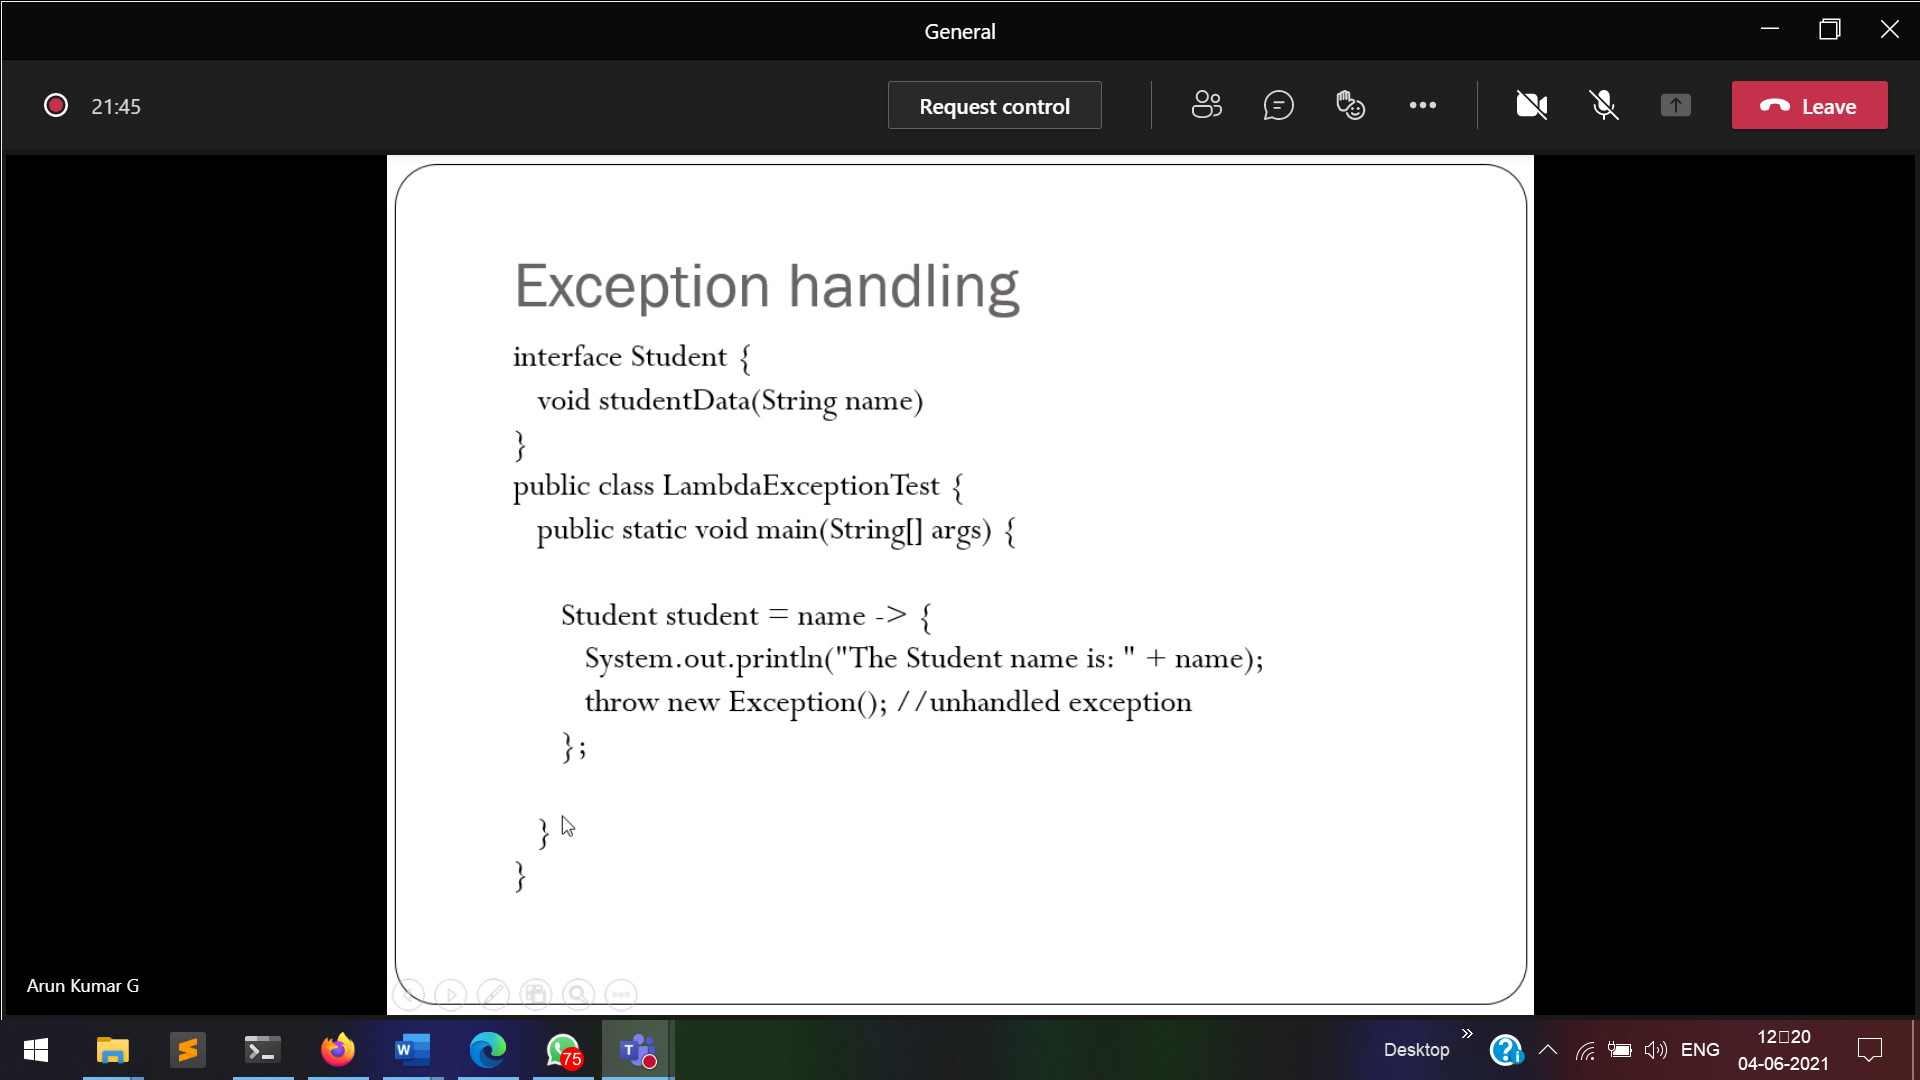 General
21:45
Request control
Leave
Exception handling
interface Student {
void studentData(String name)
}
public class LambdaExceptionTest {
public static void main(String[] args) {
Student student = name -> {
System.out.println("The Student name is: " + name);
throw new Exception(); //unhandled exception
};
}
}
Arun Kumar G
75
Desktop
ENG
12:20
04-06-2021